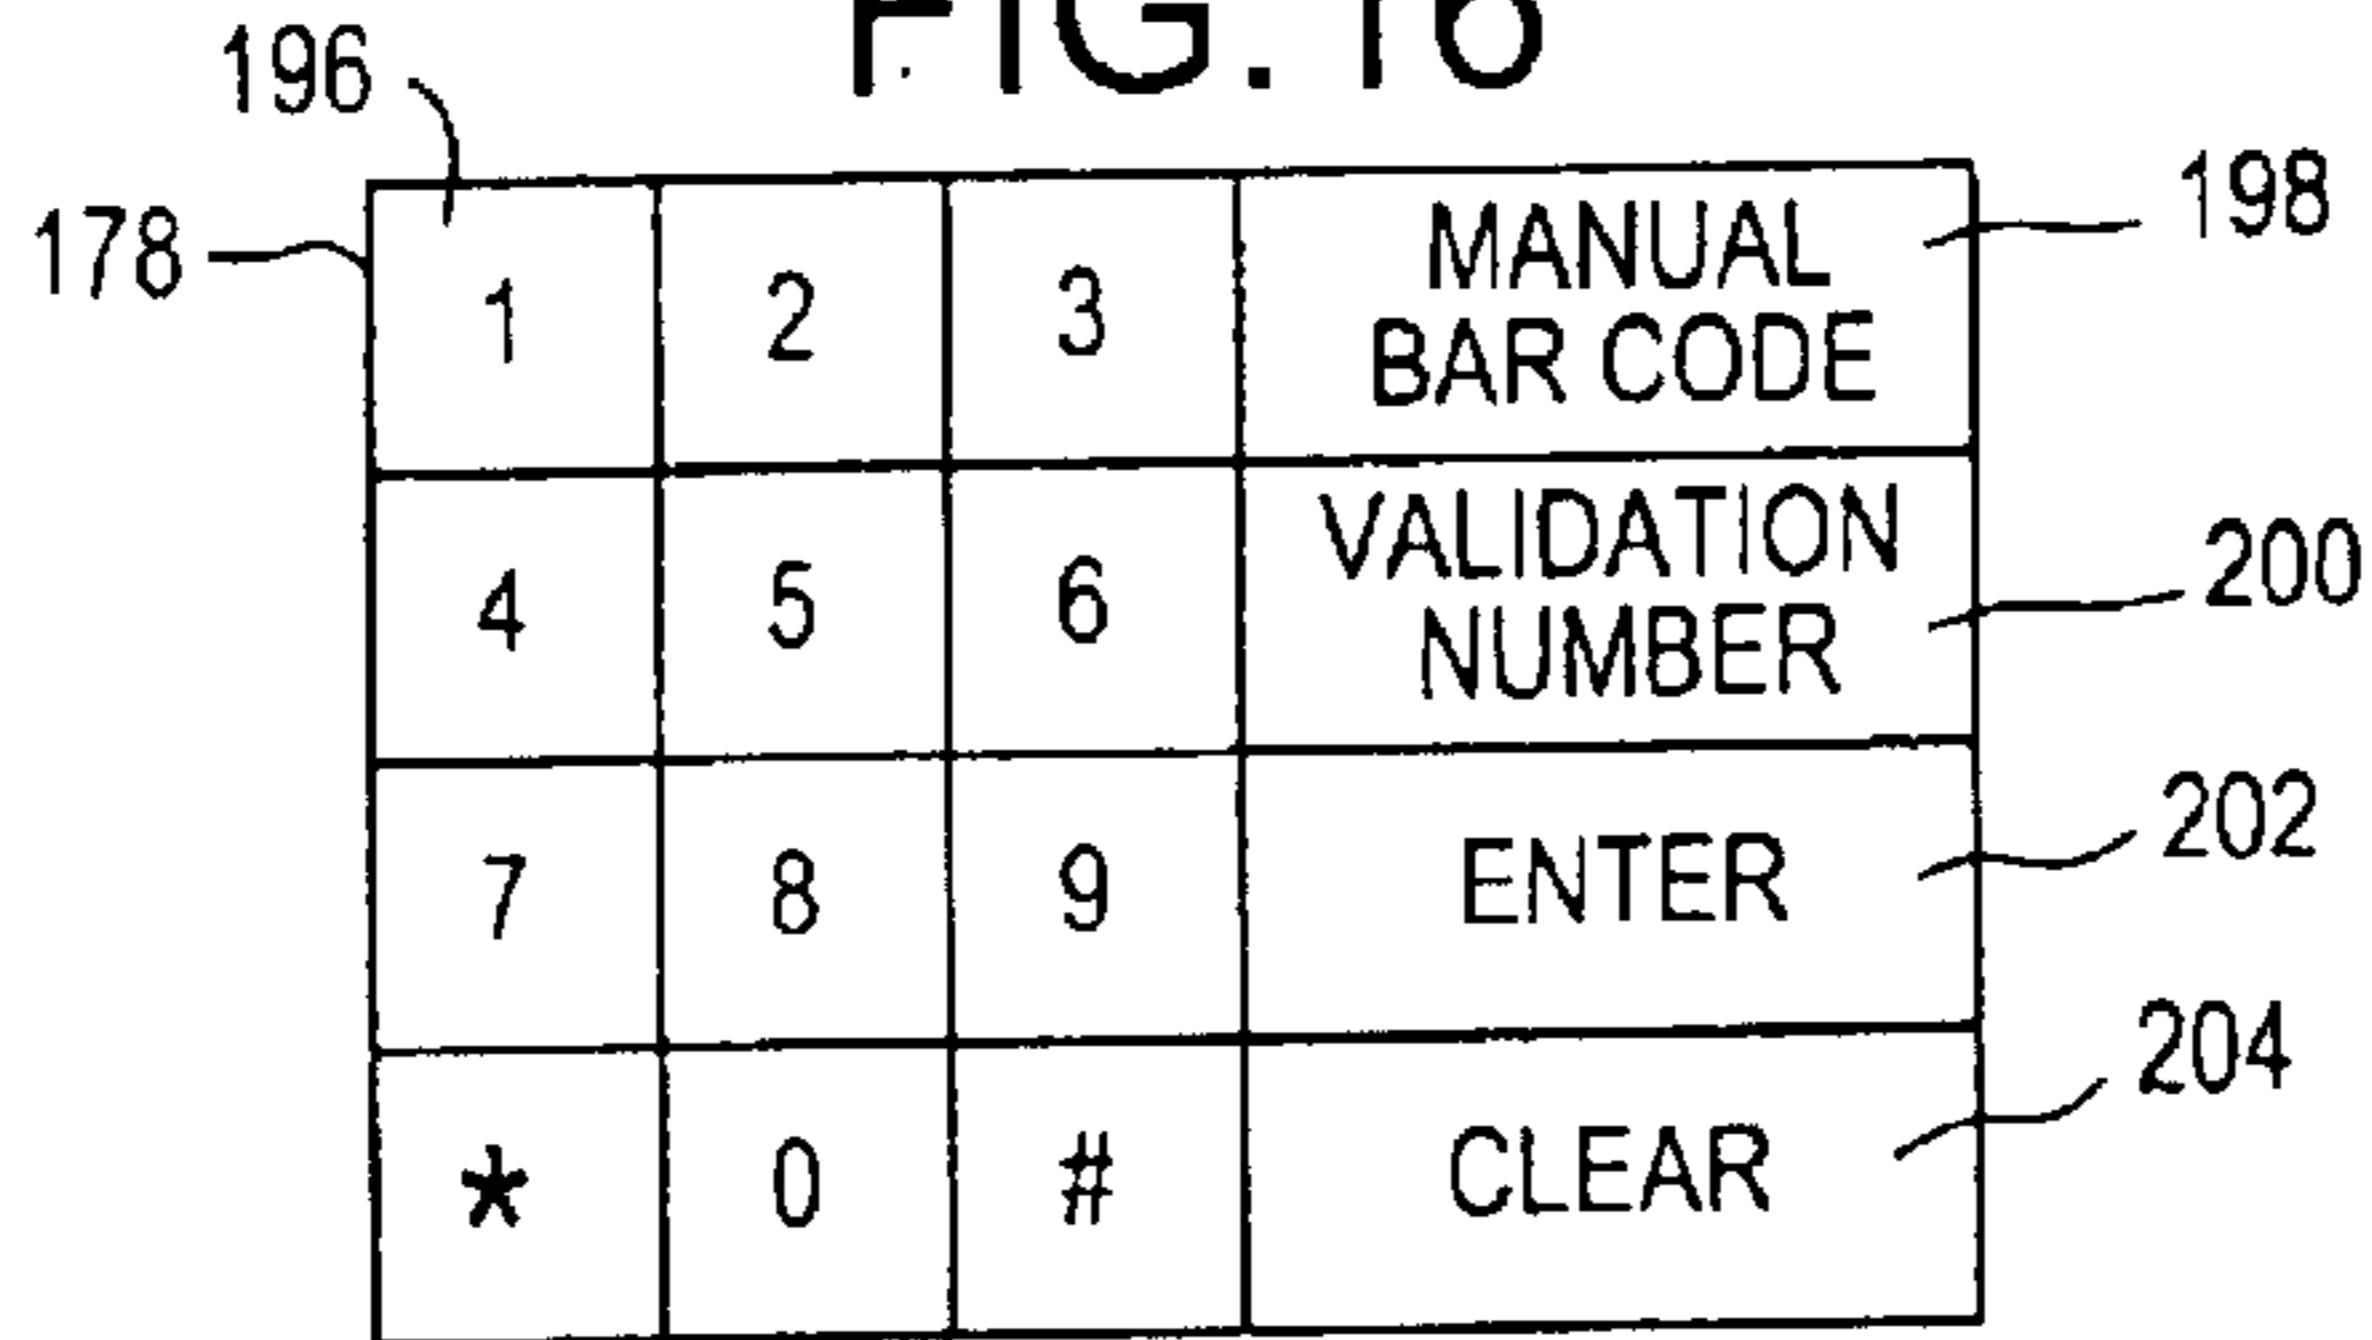 FIG. 16
196
178
198
1 2 3 MANUAL
BAR CODE
4 5 6 VALIDATION
NUMBER
200
7 8 9 ENTER
202
* 0 # CLEAR
204